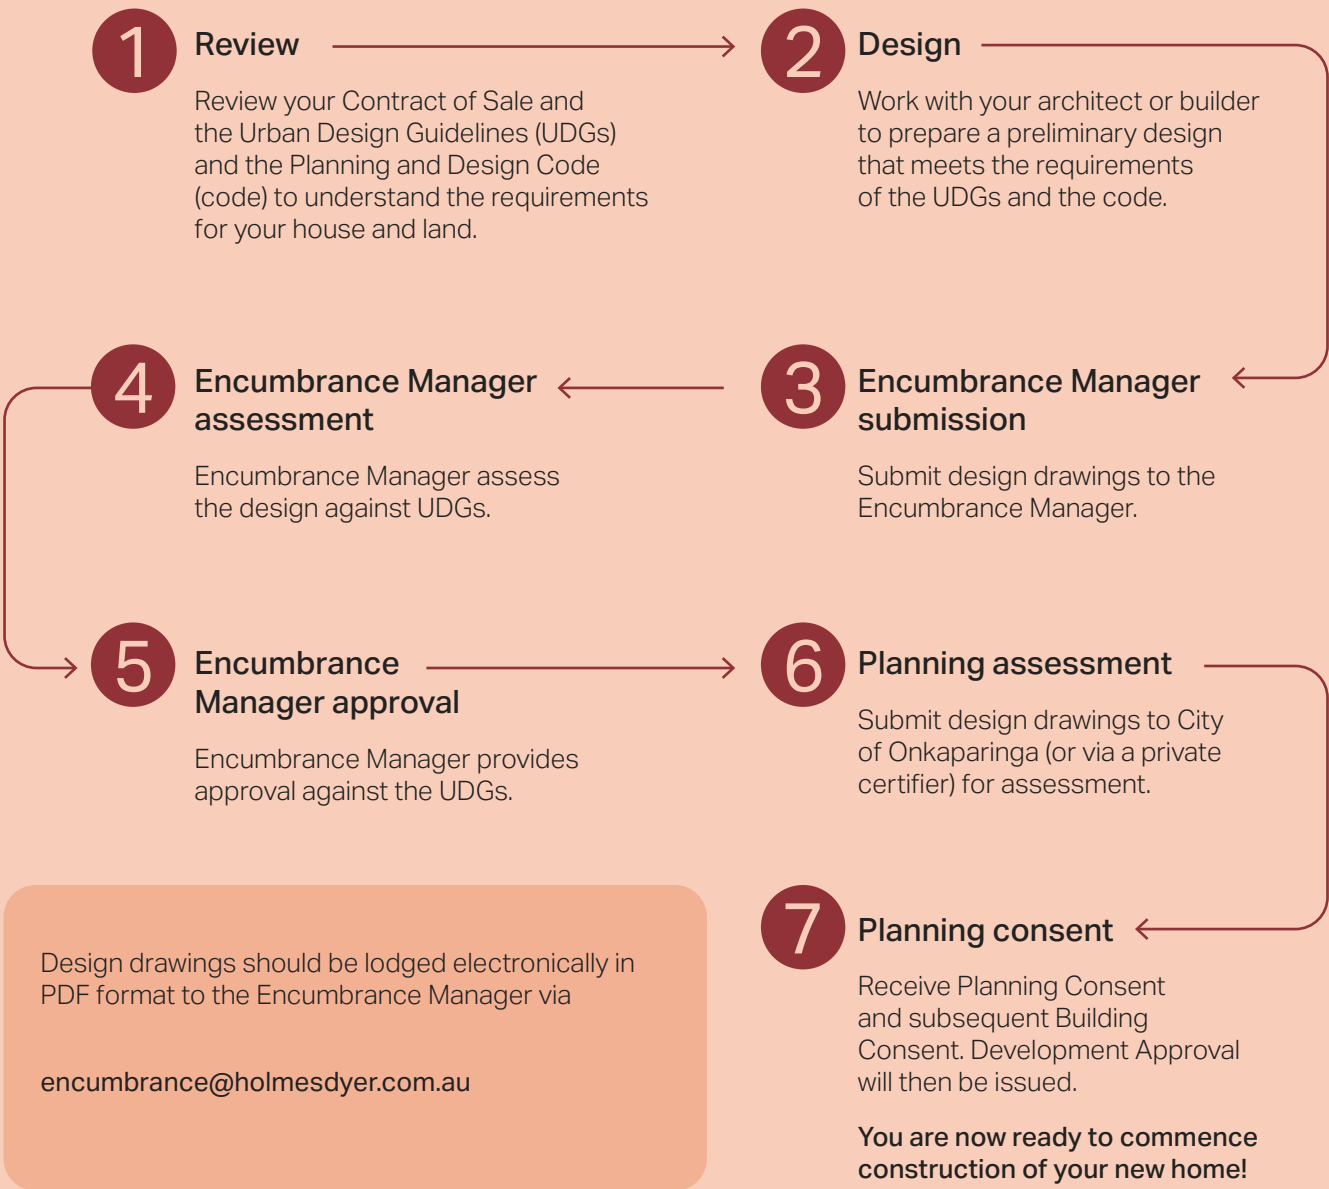 1
Review
Review your Contract of Sale and
the Urban Design Guidelines (UDGs)
and the Planning and Design Code
(code) to understand the requirements
for your house and land.
2
Design
Work with your architect or builder
to prepare a preliminary design
that meets the requirements
of the UDGs and the code.
3
Encumbrance Manager
submission
Submit design drawings to the
Encumbrance Manager.
4
Encumbrance Manager
assessment
Encumbrance Manager assess
the design against UDGs.
5
Encumbrance
Manager approval
Encumbrance Manager provides
approval against the UDGs.
6
Planning assessment
Submit design drawings to City
of Onkaparinga (or via a private
certifier) for assessment.
7
Planning consent
Receive Planning Consent
and subsequent Building
Consent. Development Approval
will then be issued.
You are now ready to commence
construction of your new home!
Design drawings should be lodged electronically in
PDF format to the Encumbrance Manager via
encumbrance@holmesdyer.com.au